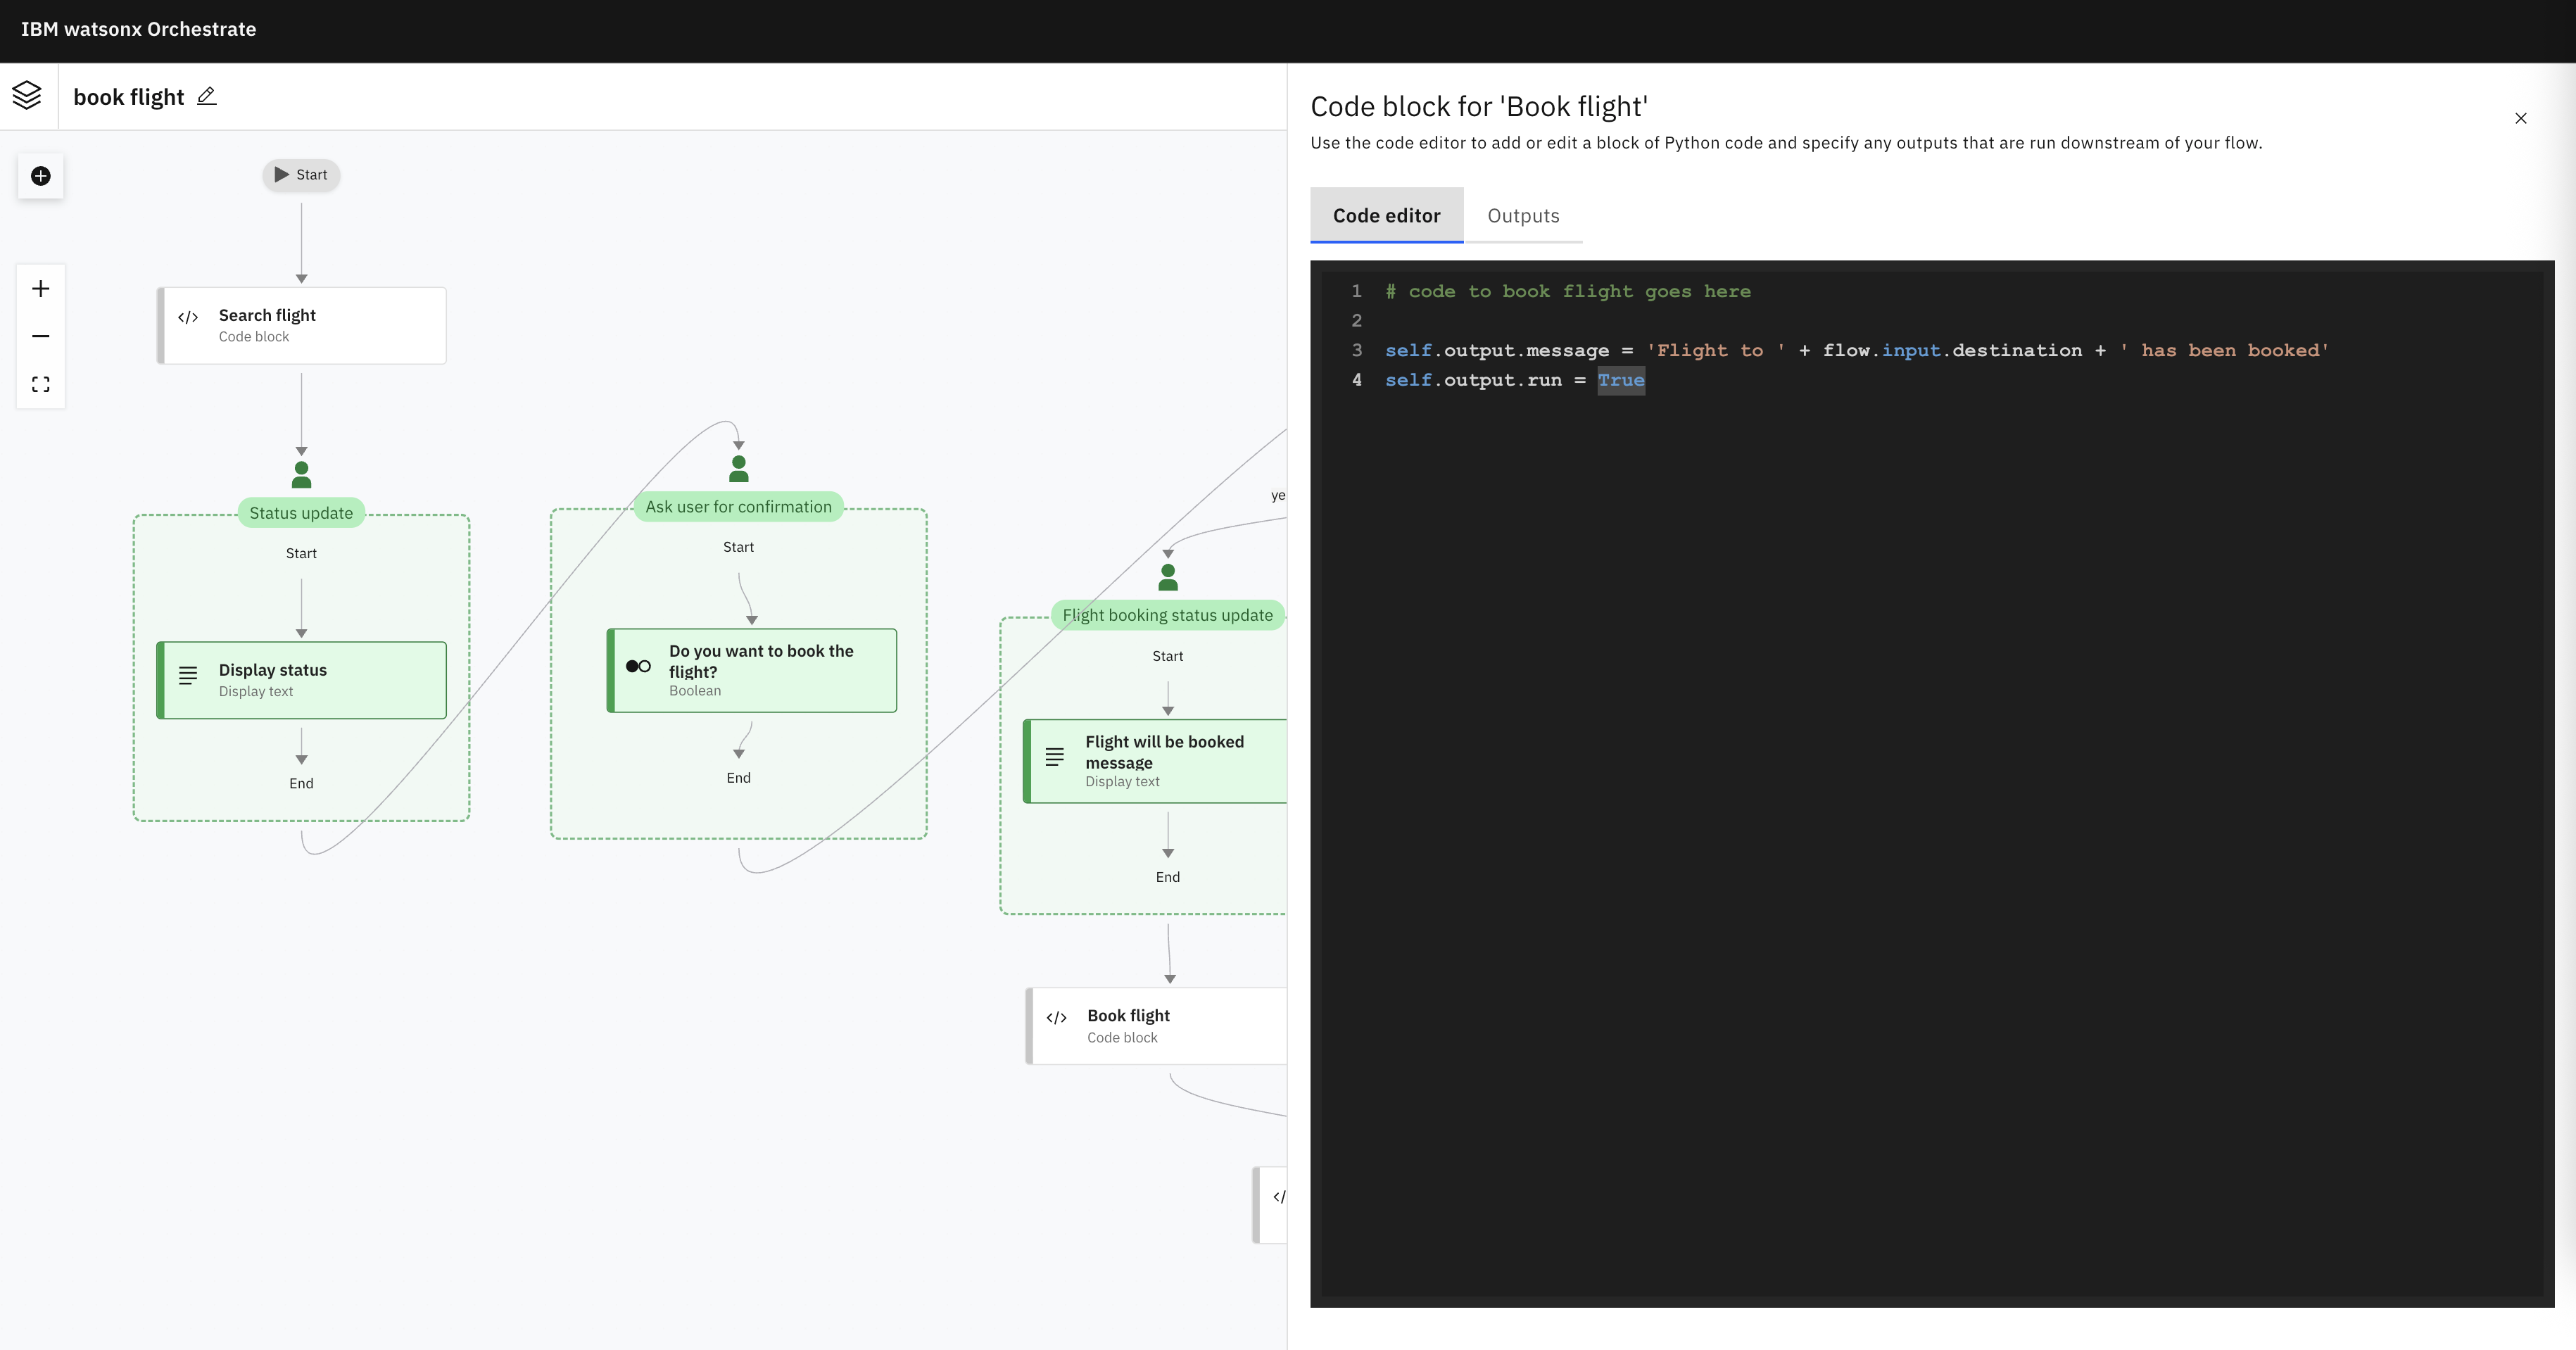 IBM watsonx Orchestrate
book flight
Start
</>
Search flight
Code block
Status update
Start
Display status
Display text
End
Ask user for confirmation
Start
Do you want to book the
flight?
Boolean
End
ye
Flight booking status update
Start
Flight will be booked
message
Display text
End
</>
Book flight
Code block
</
Code block for 'Book flight'
Use the code editor to add or edit a block of Python code and specify any outputs that are run downstream of your flow.
Code editor
Outputs
1 # code to book flight goes here
2
3 self.output.message = 'Flight to ' + flow.input.destination + ' has been booked'
4 self.output.run = True